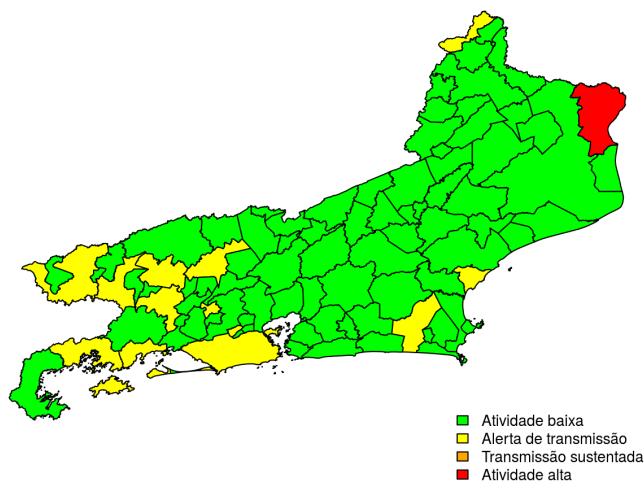 Atividade baixa
Alerta de transmissão
Transmissão sustentada
Atividade alta